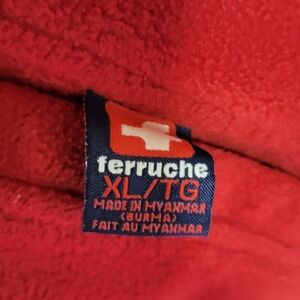 ferruche
XL/TG
MADE IN MYANMAR
(BURMA)
FAIT AU MYANMAR